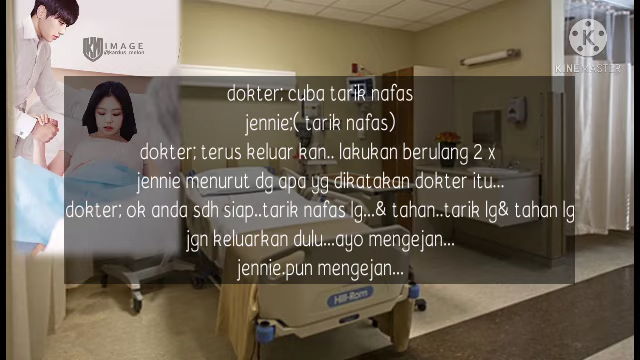 IMAGE
@kardus_melon
KINEMASTER
dokter; cuba tarik nafas
jennie;( tarik nafas)
dokter; terus keluar kan.. lakukan berulang 2 x
jennie menurut dg apa yg dikatakan dokter itu...
dokter; ok anda sdh siap..tarik nafas lg...& tahan..tarik lg& tahan lg
jgn keluarkan dulu...ayo mengejan...
jennie.pun mengejan...
Hill-Rom